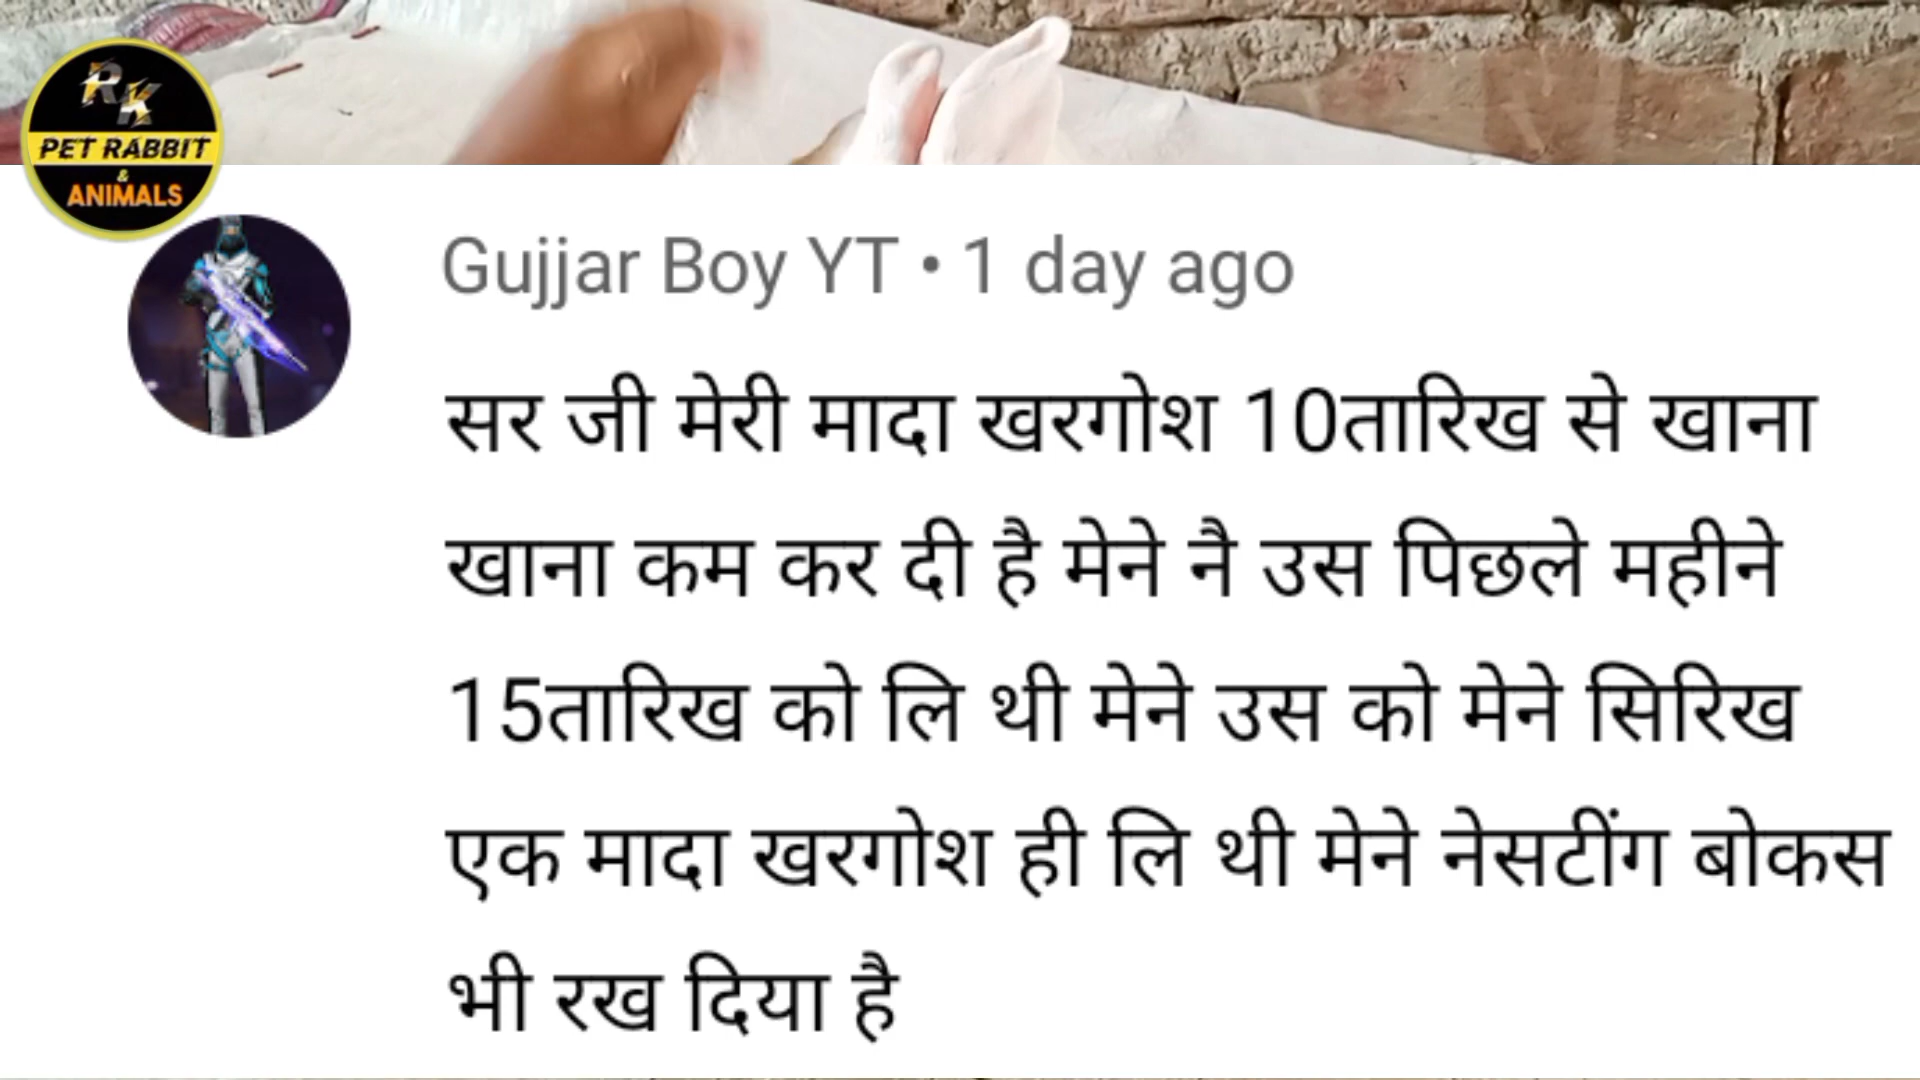 RK
PET RABBIT
&
ANIMALS
Gujjar Boy YT • 1 day ago
सर जी मेरी मादा खरगोश 10तारिख से खाना
खाना कम कर दी है मेने नै उस पिछले महीने
15तारिख को लि थी मेने उस को मेने सिरिख
एक मादा खरगोश ही लि थी मेने नेसटींग बोकस
भी रख दिया है